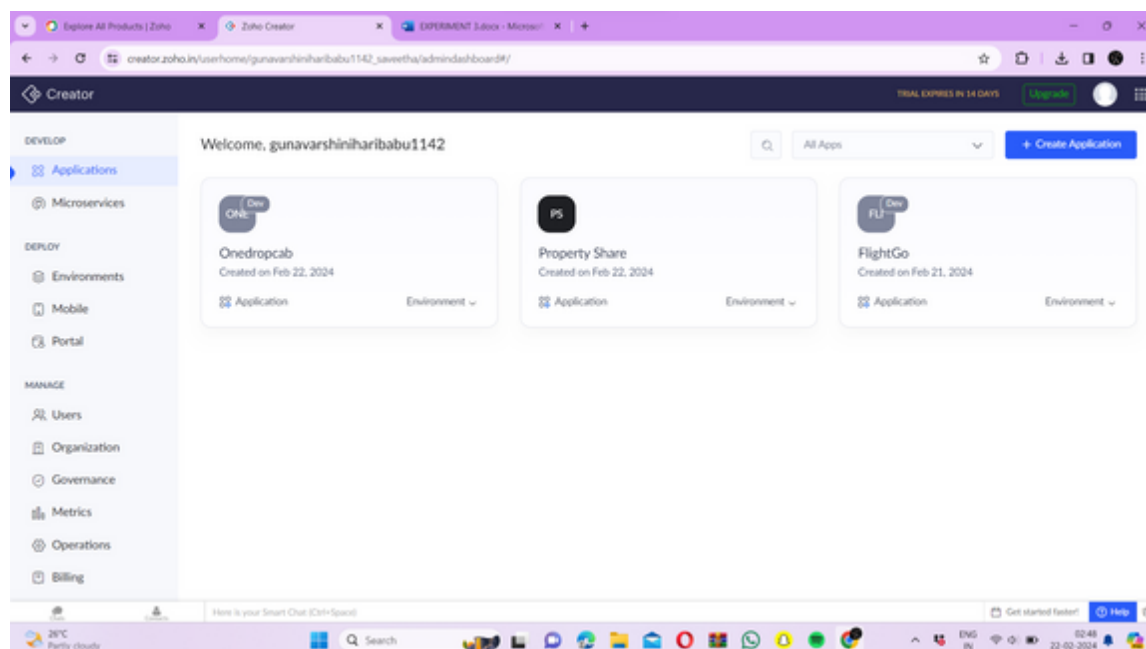 Explore All Products | Zoho
Zoho Creator
EXPERIMENT 3.docx - Microsof
creator.zoho.in/userhome/gunavarshiniharibabu1142_saveetha/admindashboard#/
Creator
TRIAL EXPIRES IN 14 DAYS
Upgrade
DEVELOP
Applications
Microservices
DEPLOY
Environments
Mobile
Portal
MANAGE
Users
Organization
Governance
Metrics
Operations
Billing
Welcome, gunavarshiniharibabu1142
All Apps
+ Create Application
ONE Dev
Onedropcab
Created on Feb 22, 2024
Application Environment
PS
Property Share
Created on Feb 22, 2024
Application Environment
FLI Dev
FlightGo
Created on Feb 21, 2024
Application Environment
Chats
Contacts
Here is your Smart Chat (Ctrl+Space)
Get started faster!
Help
26°C
Partly cloudy
Search
ENG
IN
02:48
22-02-2024